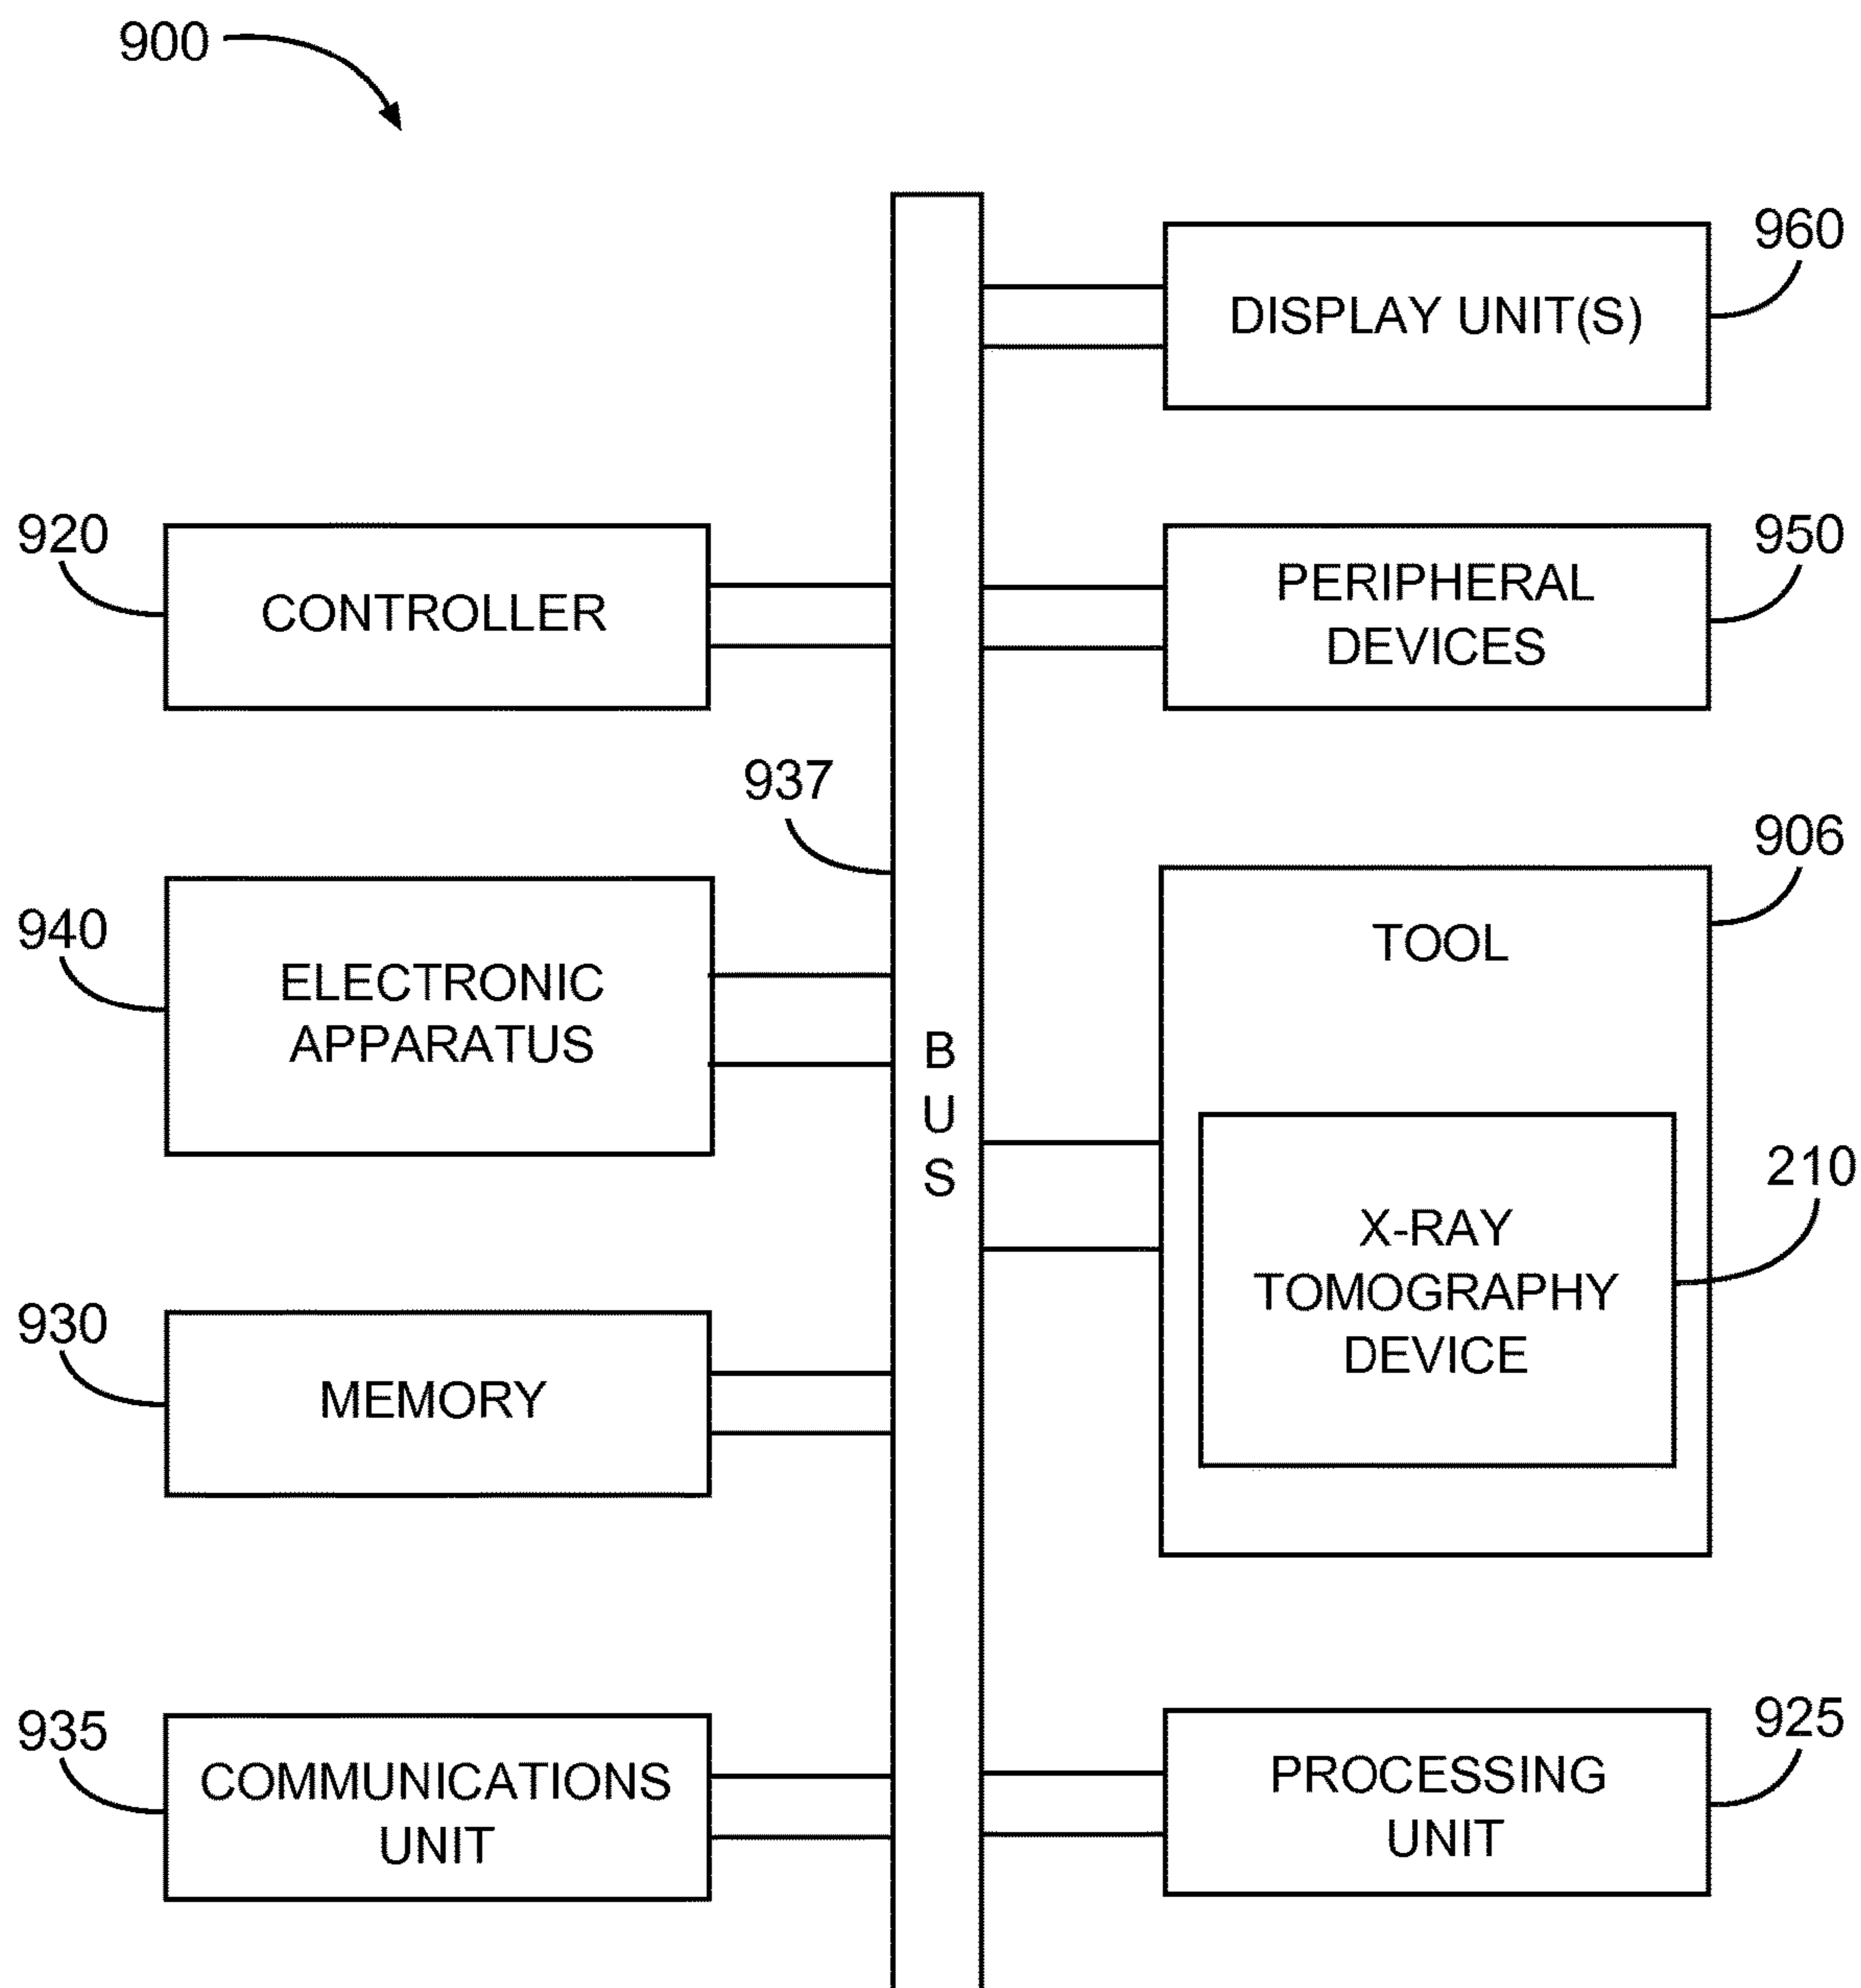 900
960
DISPLAY UNIT(S)
920
CONTROLLER
950
PERIPHERAL
DEVICES
937
906
TOOL
940
ELECTRONIC
APPARATUS
B
U
S
210
X-RAY
TOMOGRAPHY
DEVICE
930
MEMORY
935
COMMUNICATIONS
UNIT
925
PROCESSING
UNIT